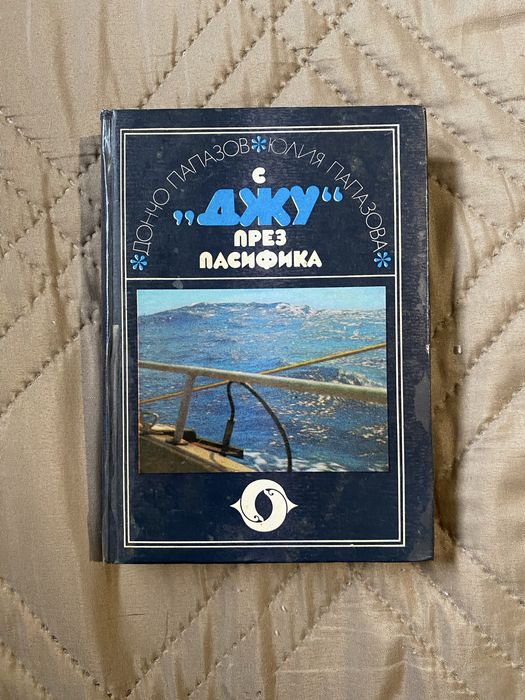 *ДОНЧО ПАПАЗОВ*ЮЛИЯ ПАПАЗОВА*
С
„ДЖУ“
ПРЕЗ
ПАСИФИКА